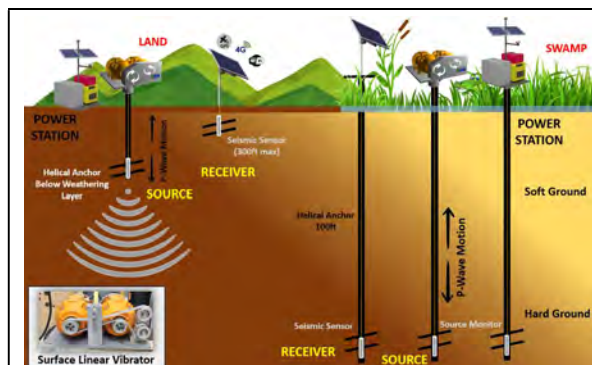 LAND
4G
SWAMP
POWER
STATION
Seismic Sensor
(300ft max)
RECEIVER
P-Wave Motion
Helical Anchor
Below Weathering
Layer
SOURCE
POWER
STATION
Soft Ground
Helical Anchor
100ft
P-Wave Motion
Hard Ground
Seismic Sensor
Source Monitor
RECEIVER
SOURCE
Surface Linear Vibrator